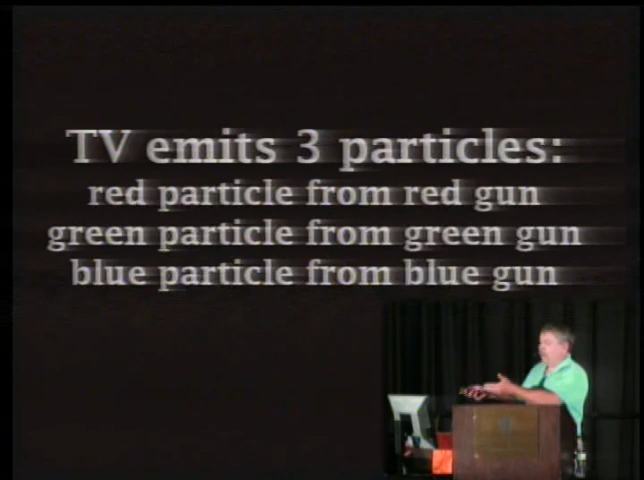 TV emits 3 particles:
red particle from red gun
green particle from green gun
blue particle from blue gun